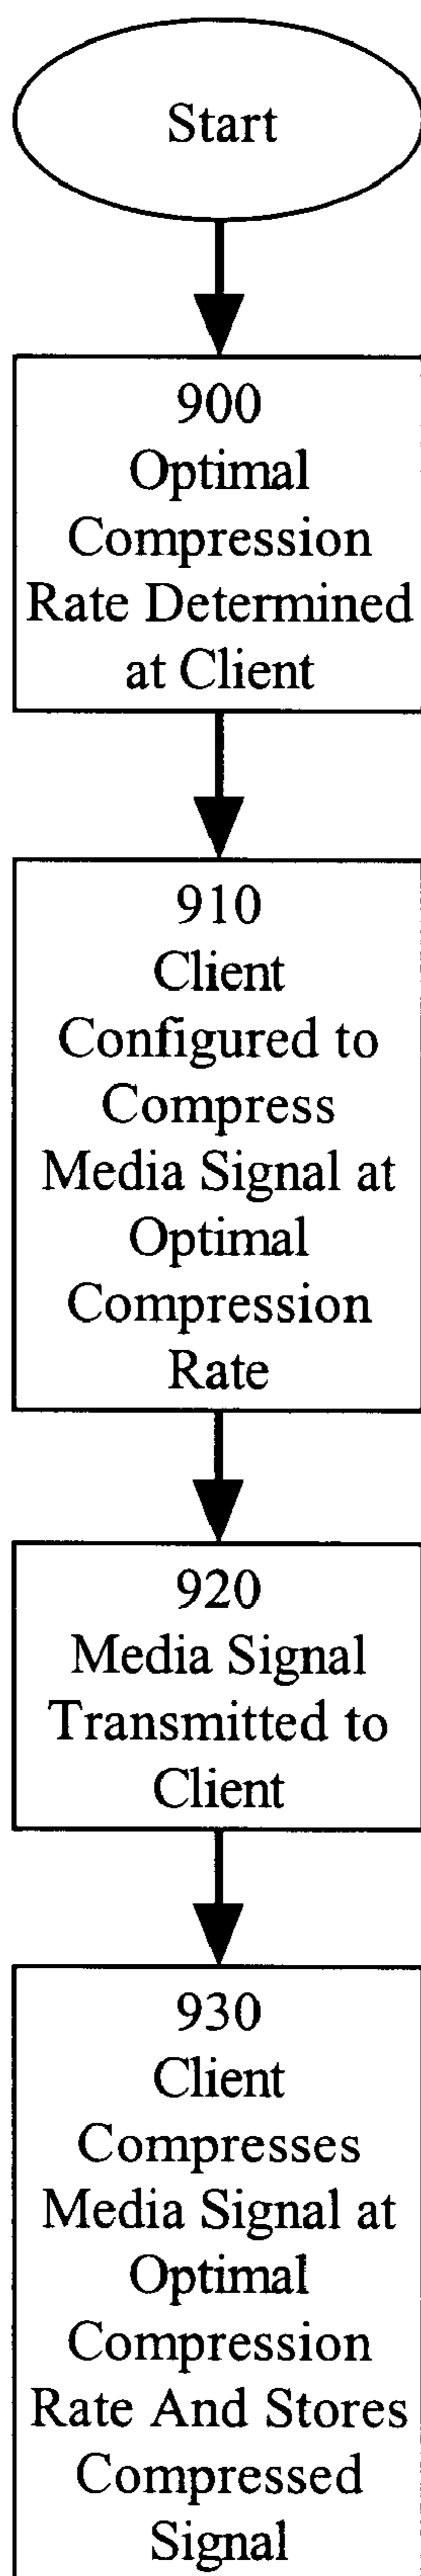 Start
900
Optimal
Compression
Rate Determined
at Client
910
Client
Configured to
Compress
Media Signal at
Optimal
Compression
Rate
920
Media Signal
Transmitted to
Client
930
Client
Compresses
Media Signal at
Optimal
Compression
Rate And Stores
Compressed
Signal